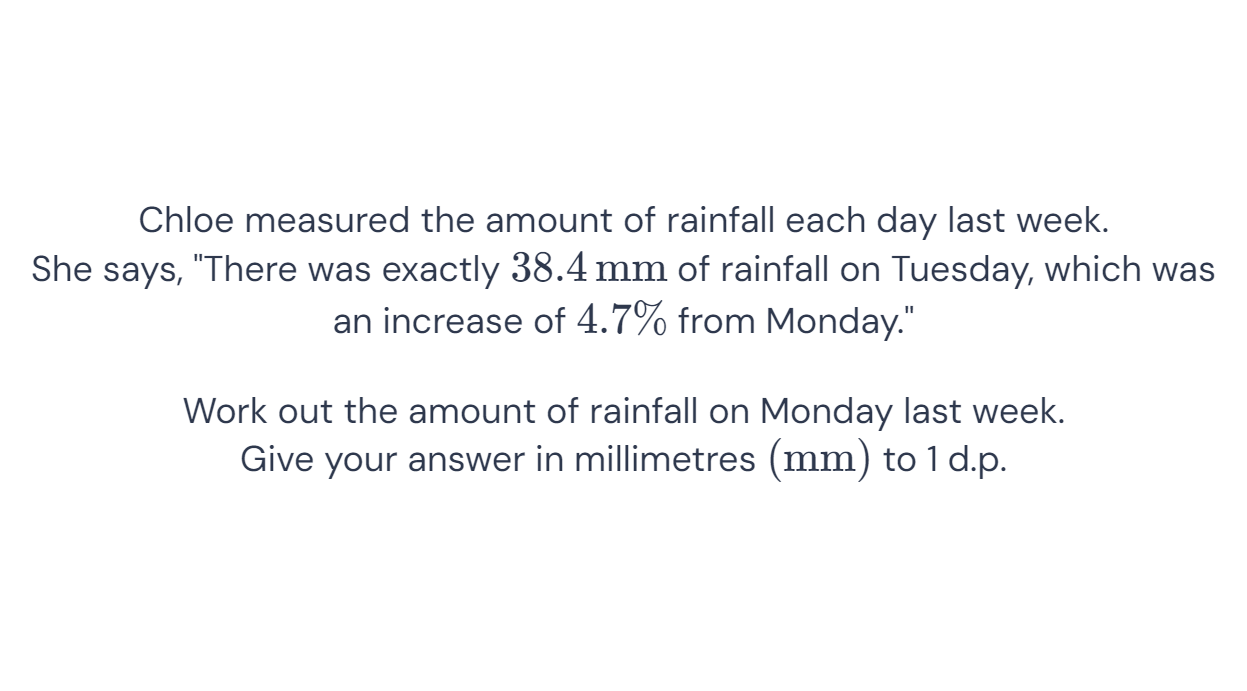 Chloe measured the amount of rainfall each day last week.
She says, "There was exactly 38.4 mm of rainfall on Tuesday, which was
an increase of 4.7% from Monday."
Work out the amount of rainfall on Monday last week.
Give your answer in millimetres (mm) to 1 d.p.